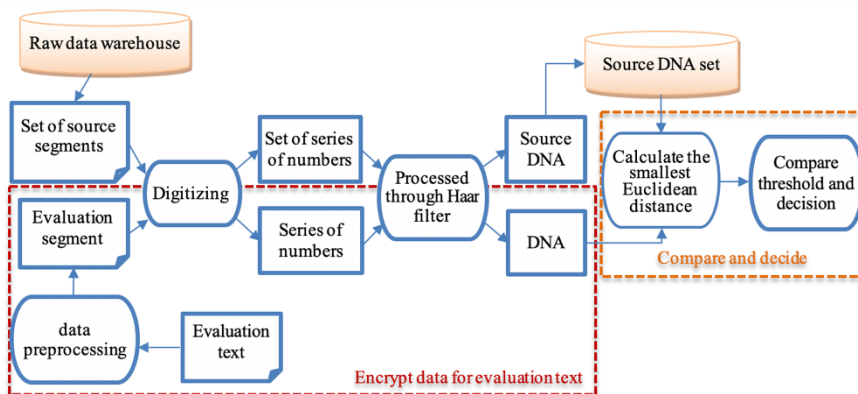 Raw data warehouse
Source DNA set
Set of source
segments
Set of series
of numbers
Source
DNA
Digitizing
Processed
through Haar
filter
Calculate the
smallest
Euclidean
distance
Compare
threshold and
decision
Evaluation
segment
Series of
numbers
DNA
Compare and decide
data
preprocessing
Evaluation
text
Encrypt data for evaluation text